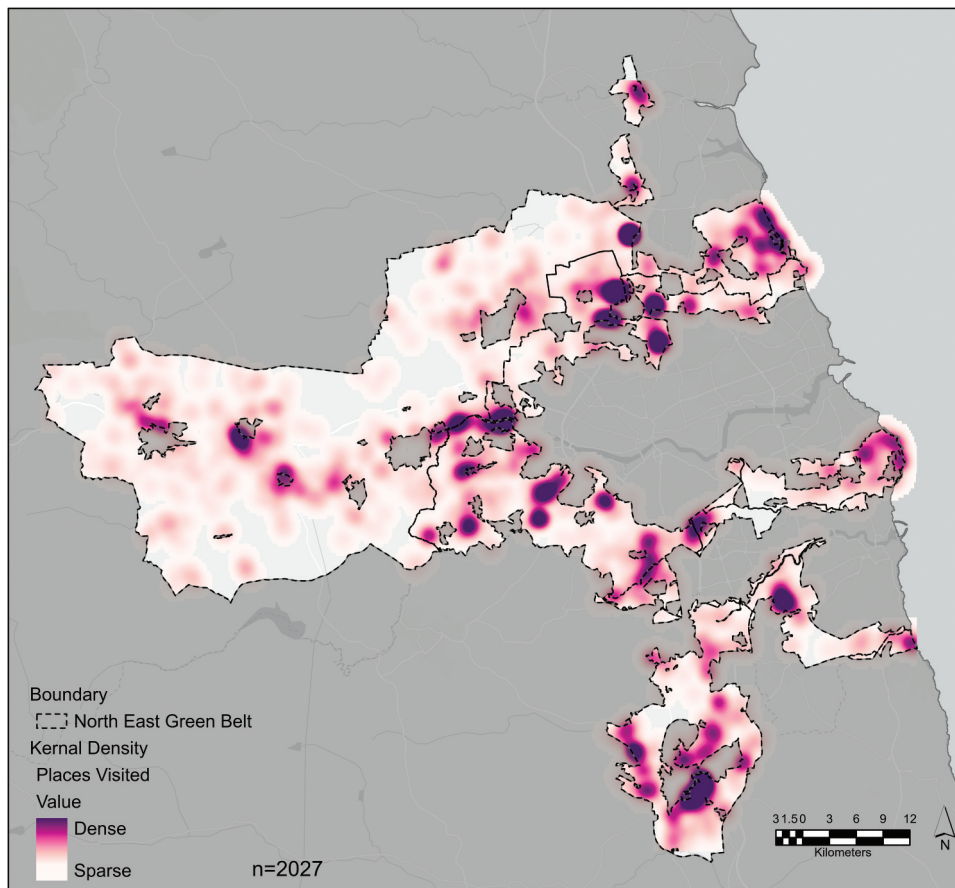 Boundary
North East Green Belt
Kernal Density
Places Visited
Value
Dense
Sparse
n=2027
3 1.5 0 3 6 9 12
Kilometers
N